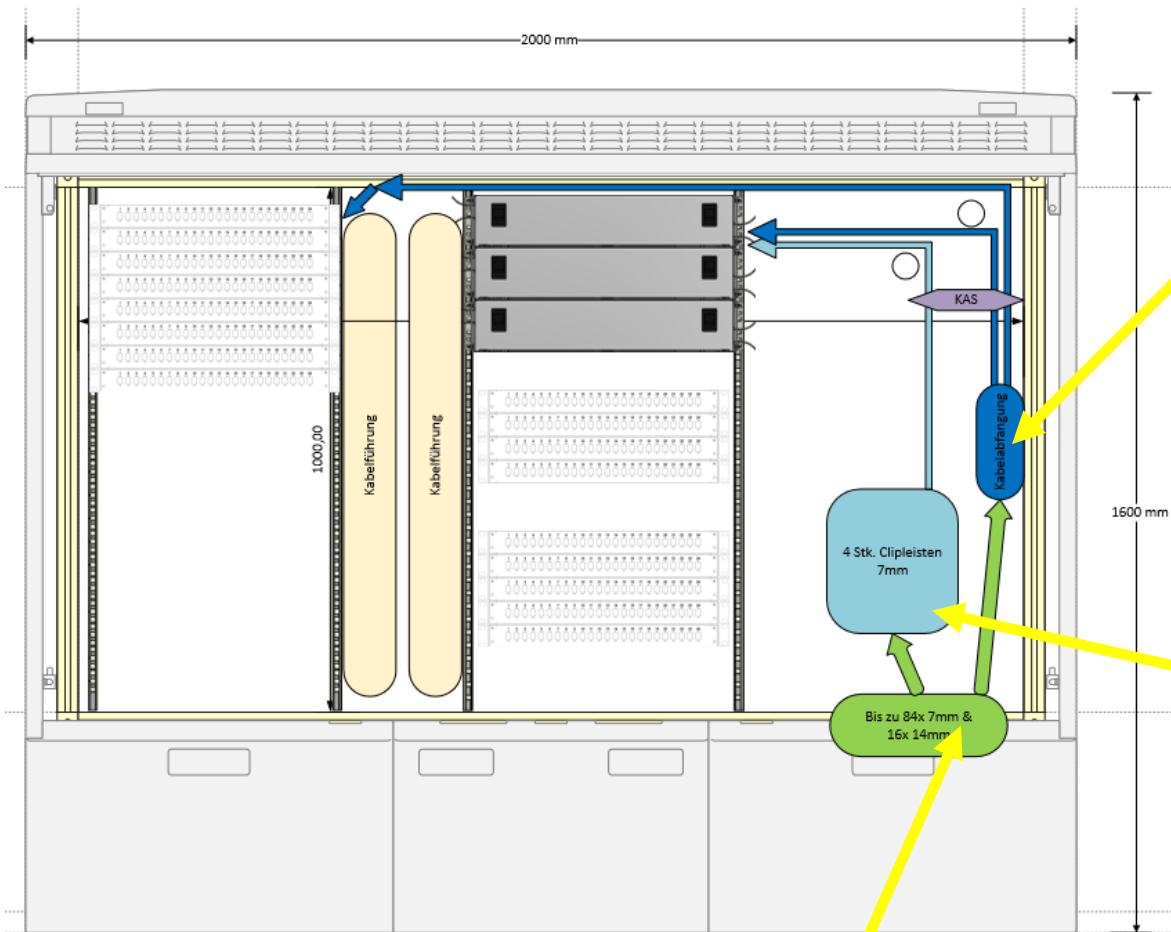 2000 mm
KAS
Kabelführung
Kabelführung
1000,00
Kabelabfangung
1600 mm
4 Stk. Clipleisten
7mm
Bis zu 84x 7mm &
16x 14mm